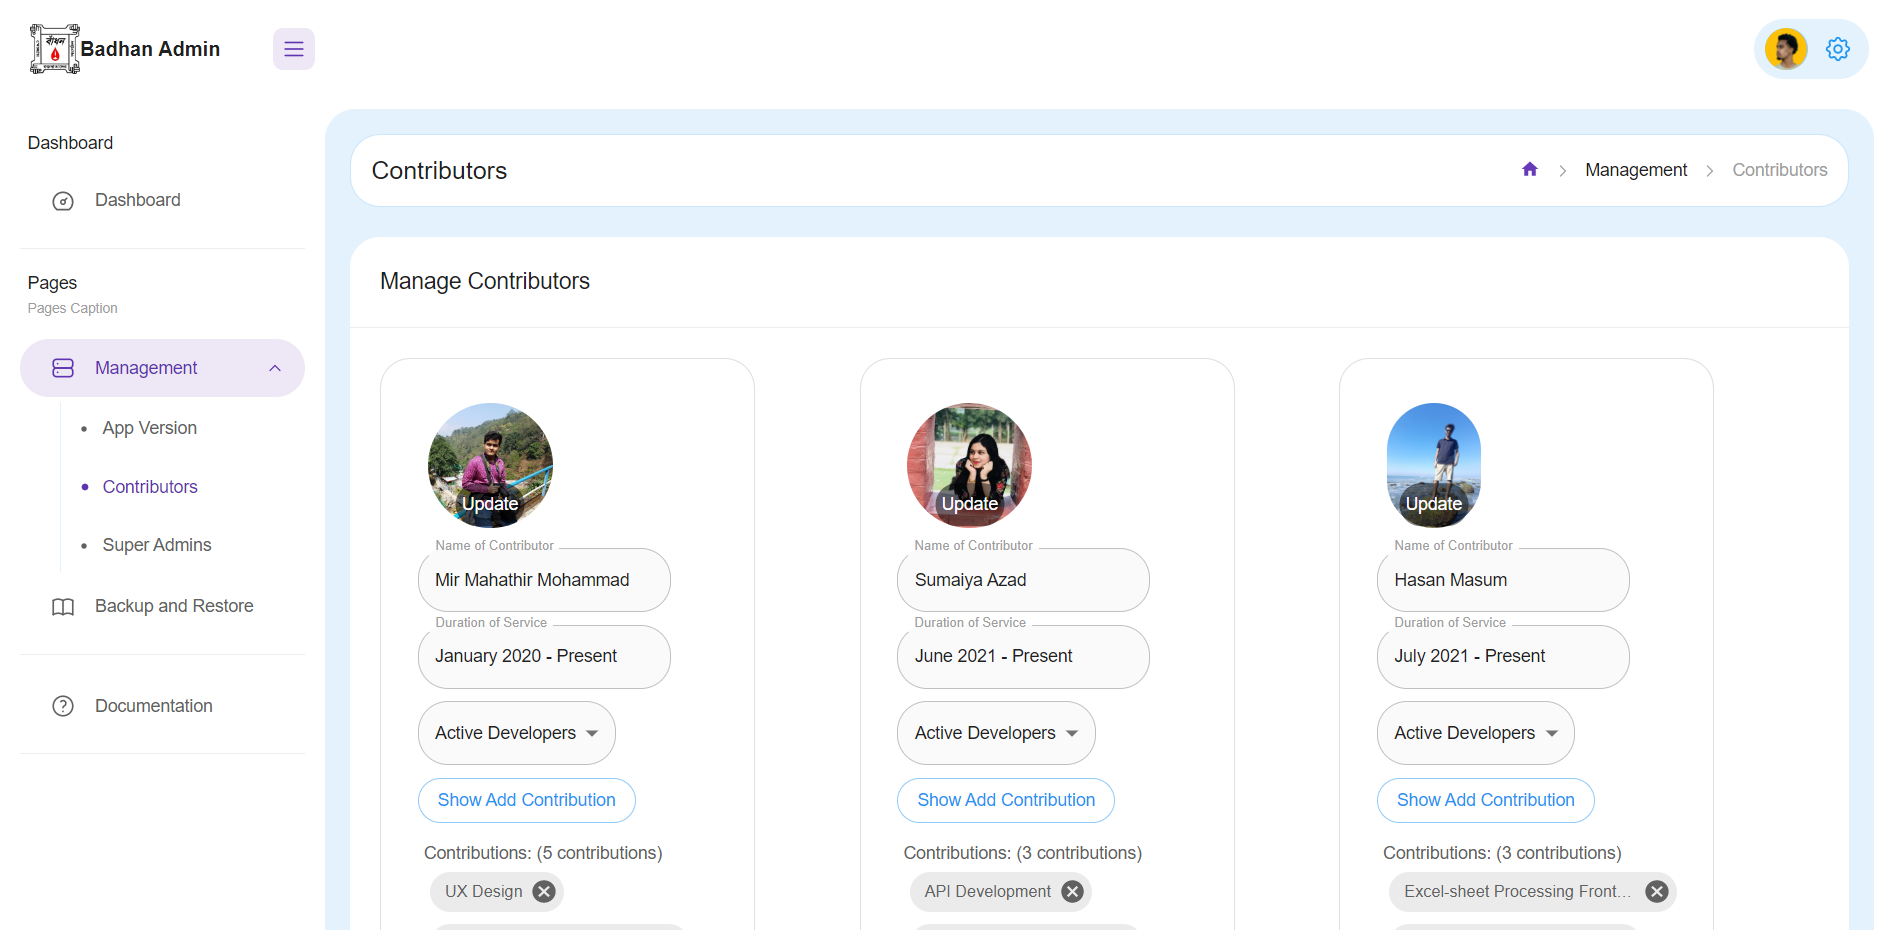 বাঁধন
Badhan Admin
Dashboard
Dashboard
Pages
Pages Caption
Management
App Version
Contributors
Super Admins
Backup and Restore
Documentation
Contributors
Management
Contributors
Manage Contributors
Update
Name of Contributor
Mir Mahathir Mohammad
Duration of Service
January 2020 - Present
Active Developers
Show Add Contribution
Contributions: (5 contributions)
UX Design
Update
Name of Contributor
Sumaiya Azad
Duration of Service
June 2021 - Present
Active Developers
Show Add Contribution
Contributions: (3 contributions)
API Development
Update
Name of Contributor
Hasan Masum
Duration of Service
July 2021 - Present
Active Developers
Show Add Contribution
Contributions: (3 contributions)
Excel-sheet Processing Front...